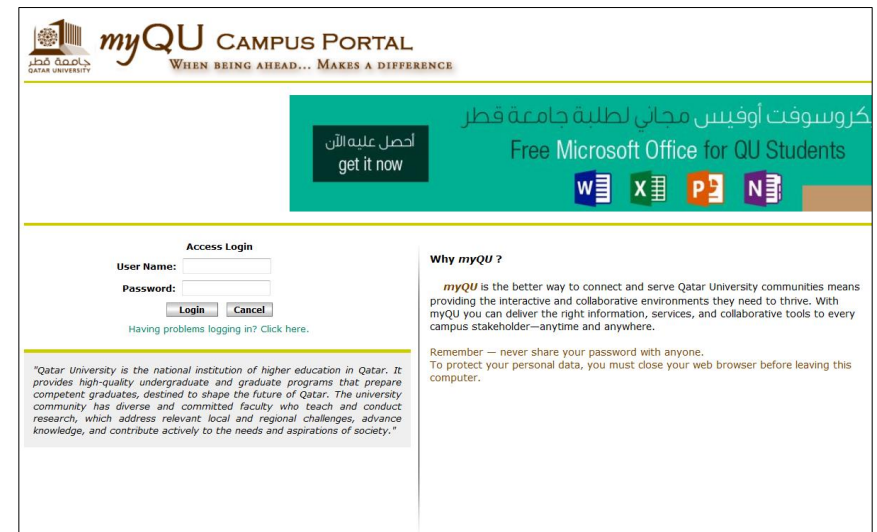 جامعة قطر
QATAR UNIVERSITY
myQU CAMPUS PORTAL
WHEN BEING AHEAD... MAKES A DIFFERENCE
كروسوفت أوفيس مجاني لطلبة جامعة قطر
أحصل عليه الآن
get it now
Free Microsoft Office for QU Students
W X P N
Access Login
User Name:
Password:
Login Cancel
Having problems logging in? Click here.
"Qatar University is the national institution of higher education in Qatar. It
provides high-quality undergraduate and graduate programs that prepare
competent graduates, destined to shape the future of Qatar. The university
community has diverse and committed faculty who teach and conduct
research, which address relevant local and regional challenges, advance
knowledge, and contribute actively to the needs and aspirations of society."
Why myQU ?
myQU is the better way to connect and serve Qatar University communities means
providing the interactive and collaborative environments they need to thrive. With
myQU you can deliver the right information, services, and collaborative tools to every
campus stakeholder—anytime and anywhere.
Remember — never share your password with anyone.
To protect your personal data, you must close your web browser before leaving this
computer.